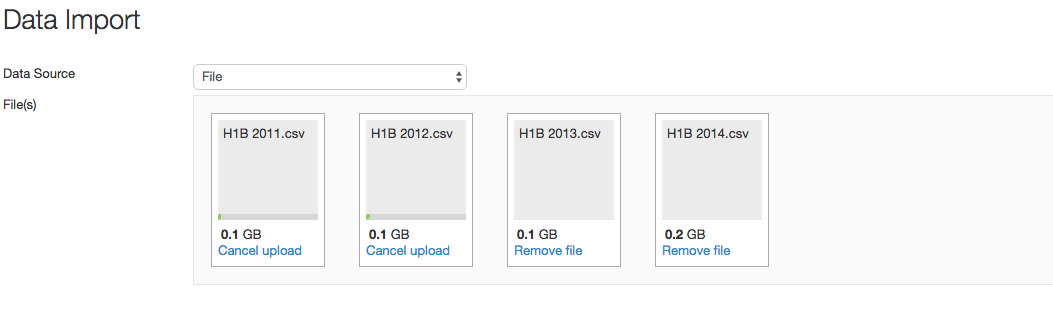 Data Import
Data Source
File
File(s)
H1B 2011.csv
0.1 GB
Cancel upload
H1B 2012.csv
0.1 GB
Cancel upload
H1B 2013.csv
0.1 GB
Remove file
H1B 2014.csv
0.2 GB
Remove file